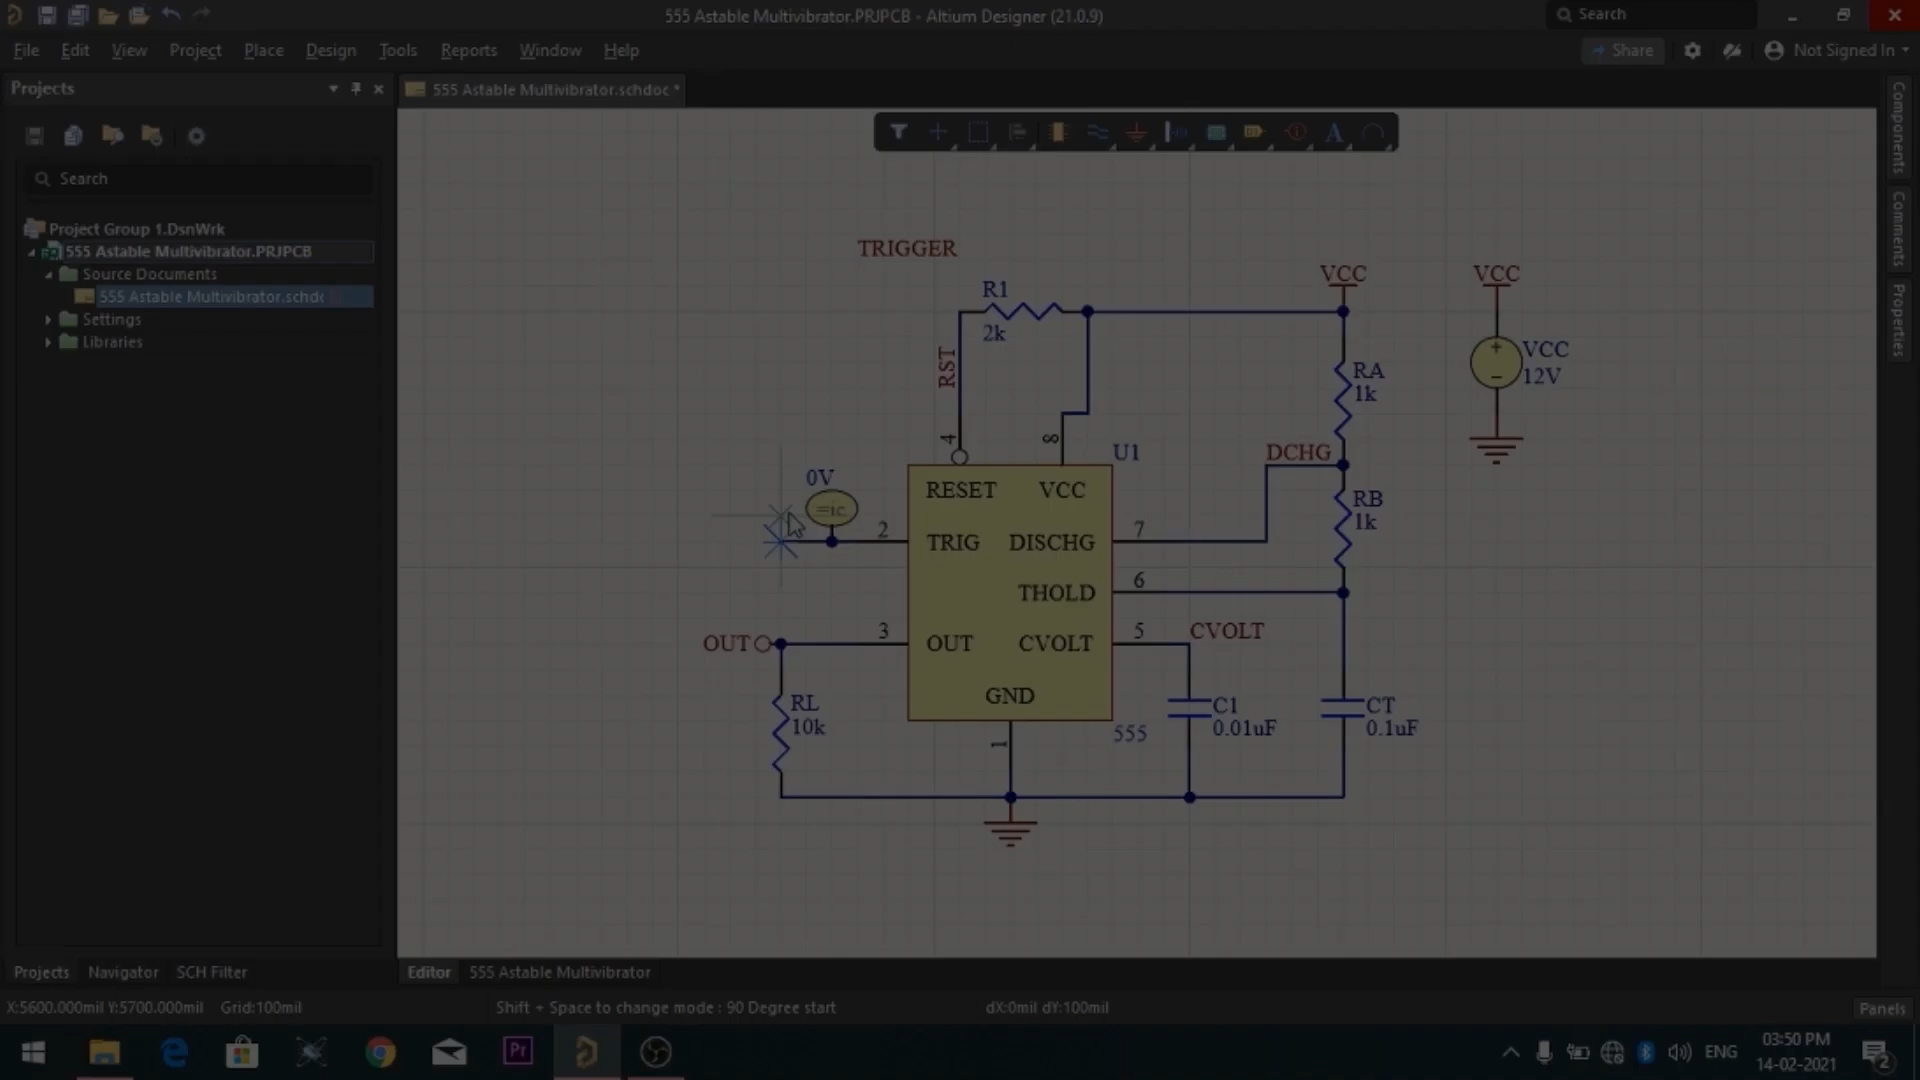 555 Astable Multivibrator.PRJPCB - Altium Designer (21.0.9)
Search
File Edit View Project Place Design Tools Reports Window Help
Share
Not Signed In
Projects
555 Astable Multivibrator.schdoc *
Search
Project Group 1.DsnWrk
555 Astable Multivibrator.PRJPCB
Source Documents
555 Astable Multivibrator.schdc
Settings
Libraries
Components
Comments
Properties
A
TRIGGER
R1
2k
RST
4
8
VCC
VCC
VCC
12V
RA
1k
DCHG
RB
1k
U1
0V
=IC
RESET VCC
2
TRIG DISCHG
7
THOLD
6
OUT
3
OUT CVOLT
5
CVOLT
GND
1
555
RL
10k
C1
0.01uF
CT
0.1uF
Projects Navigator SCH Filter
Editor 555 Astable Multivibrator
X:5600.000mil Y:5700.000mil Grid:100mil
Shift + Space to change mode : 90 Degree start
dX:0mil dY:100mil
Panels
Pr
ENG
03:50 PM
14-02-2021
2